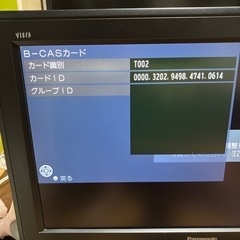 VIERA
B-CASカード
カード識別 T002
カードID 0000. 3202. 9498. 4741. 0614
グループID
戻る
Panasonic